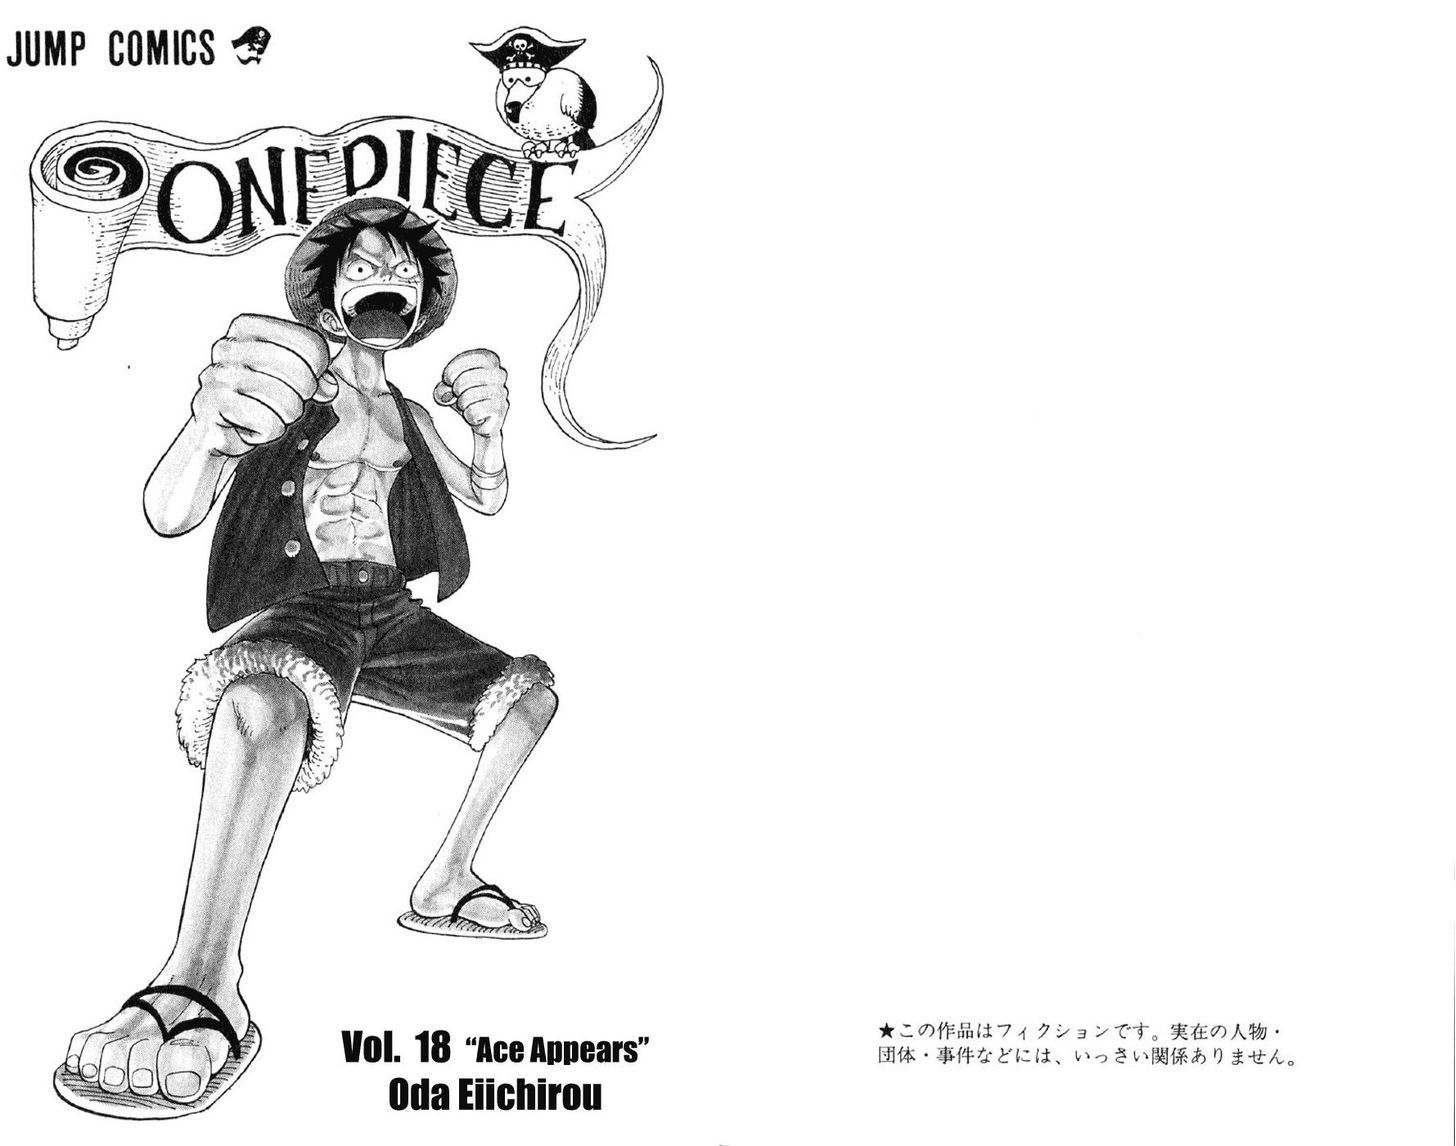 JUMP COMICS
ONE PIECE
Vol. 18 “Ace Appears”
Oda Eiichirou
★この作品はフィクションです。実在の人物・
団体・事件などには、いっさい関係ありません。